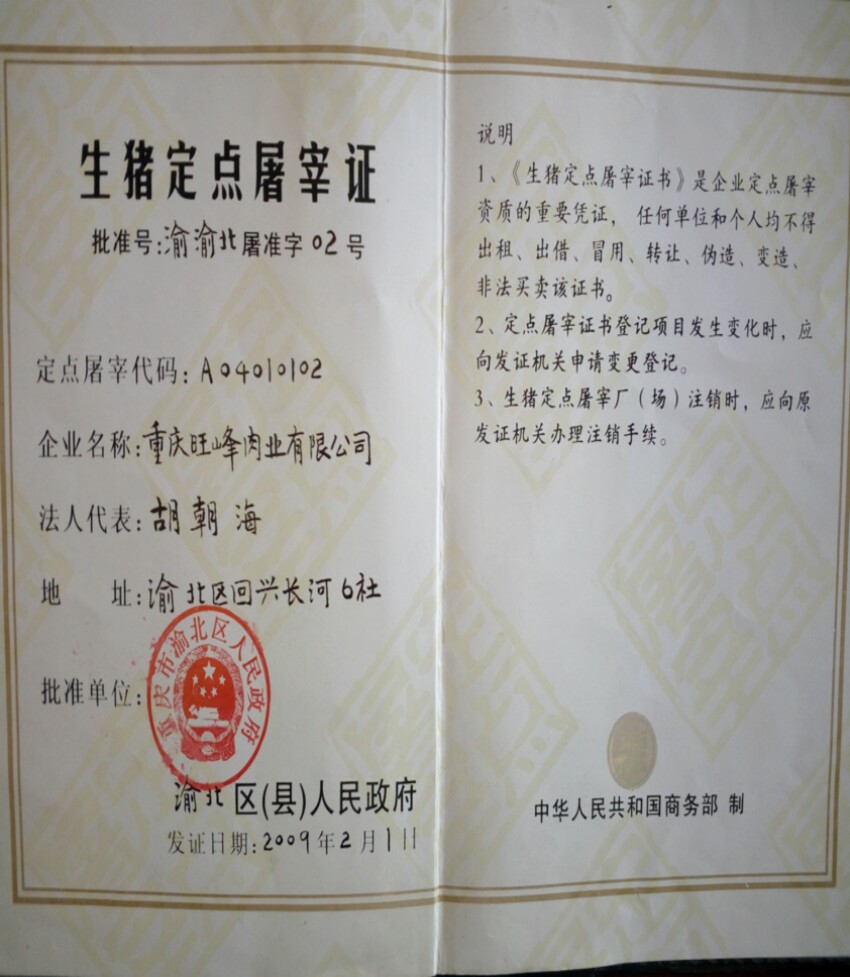 生猪定点屠宰证
批准号:渝渝北屠准字02号
定点屠宰代码:A04010102
企业名称:重庆旺峰肉业有限公司
法人代表:胡朝海
地 址:渝北区回兴长河6社
批准单位:
重庆市渝北区人民政府
渝北区(县)人民政府
发证日期:2009年2月1日
说明
1、《生猪定点屠宰证书》是企业定点屠宰
资质的重要凭证， 任何单位和个人均不得
出租、出借、冒用、转让、伪造、变造、
非法买卖该证书。
2、定点屠宰证书登记项目发生变化时，应
向发证机关申请变更登记。
3、生猪定点屠宰厂（场）注销时，应向原
发证机关办理注销手续。
中华人民共和国商务部 制